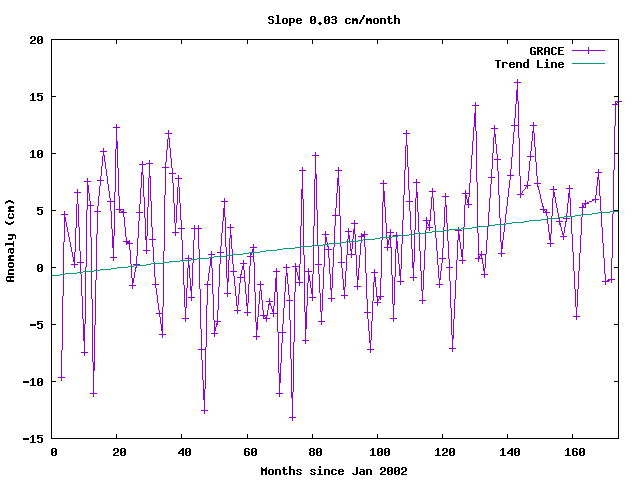 Slope 0.03 cm/month
GRACE
Trend Line
20
15
10
5
0
-5
-10
-15
Anomaly (cm)
0 20 40 60 80 100 120 140 160
Months since Jan 2002